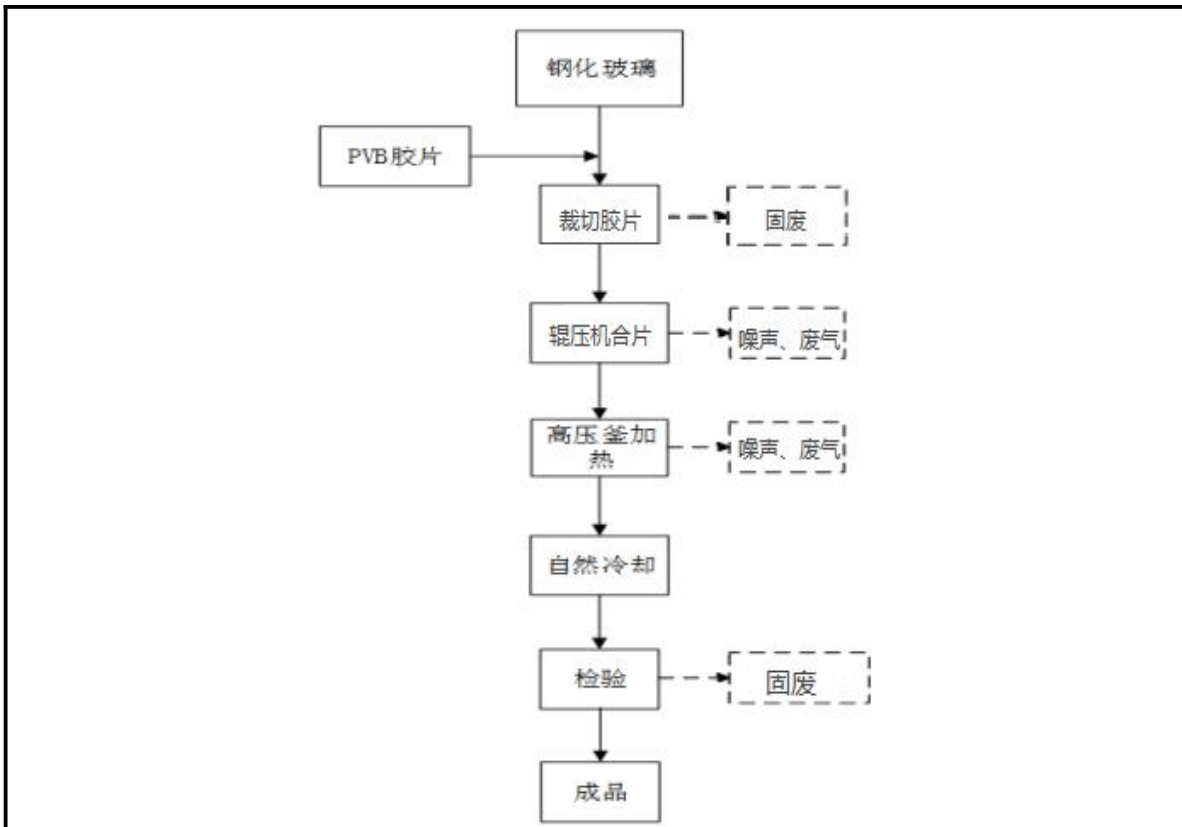 钢化玻璃
PVB胶片
裁切胶片
固废
辊压机合片
噪声、废气
高压釜加
热
噪声、废气
自然冷却
检验
固废
成品